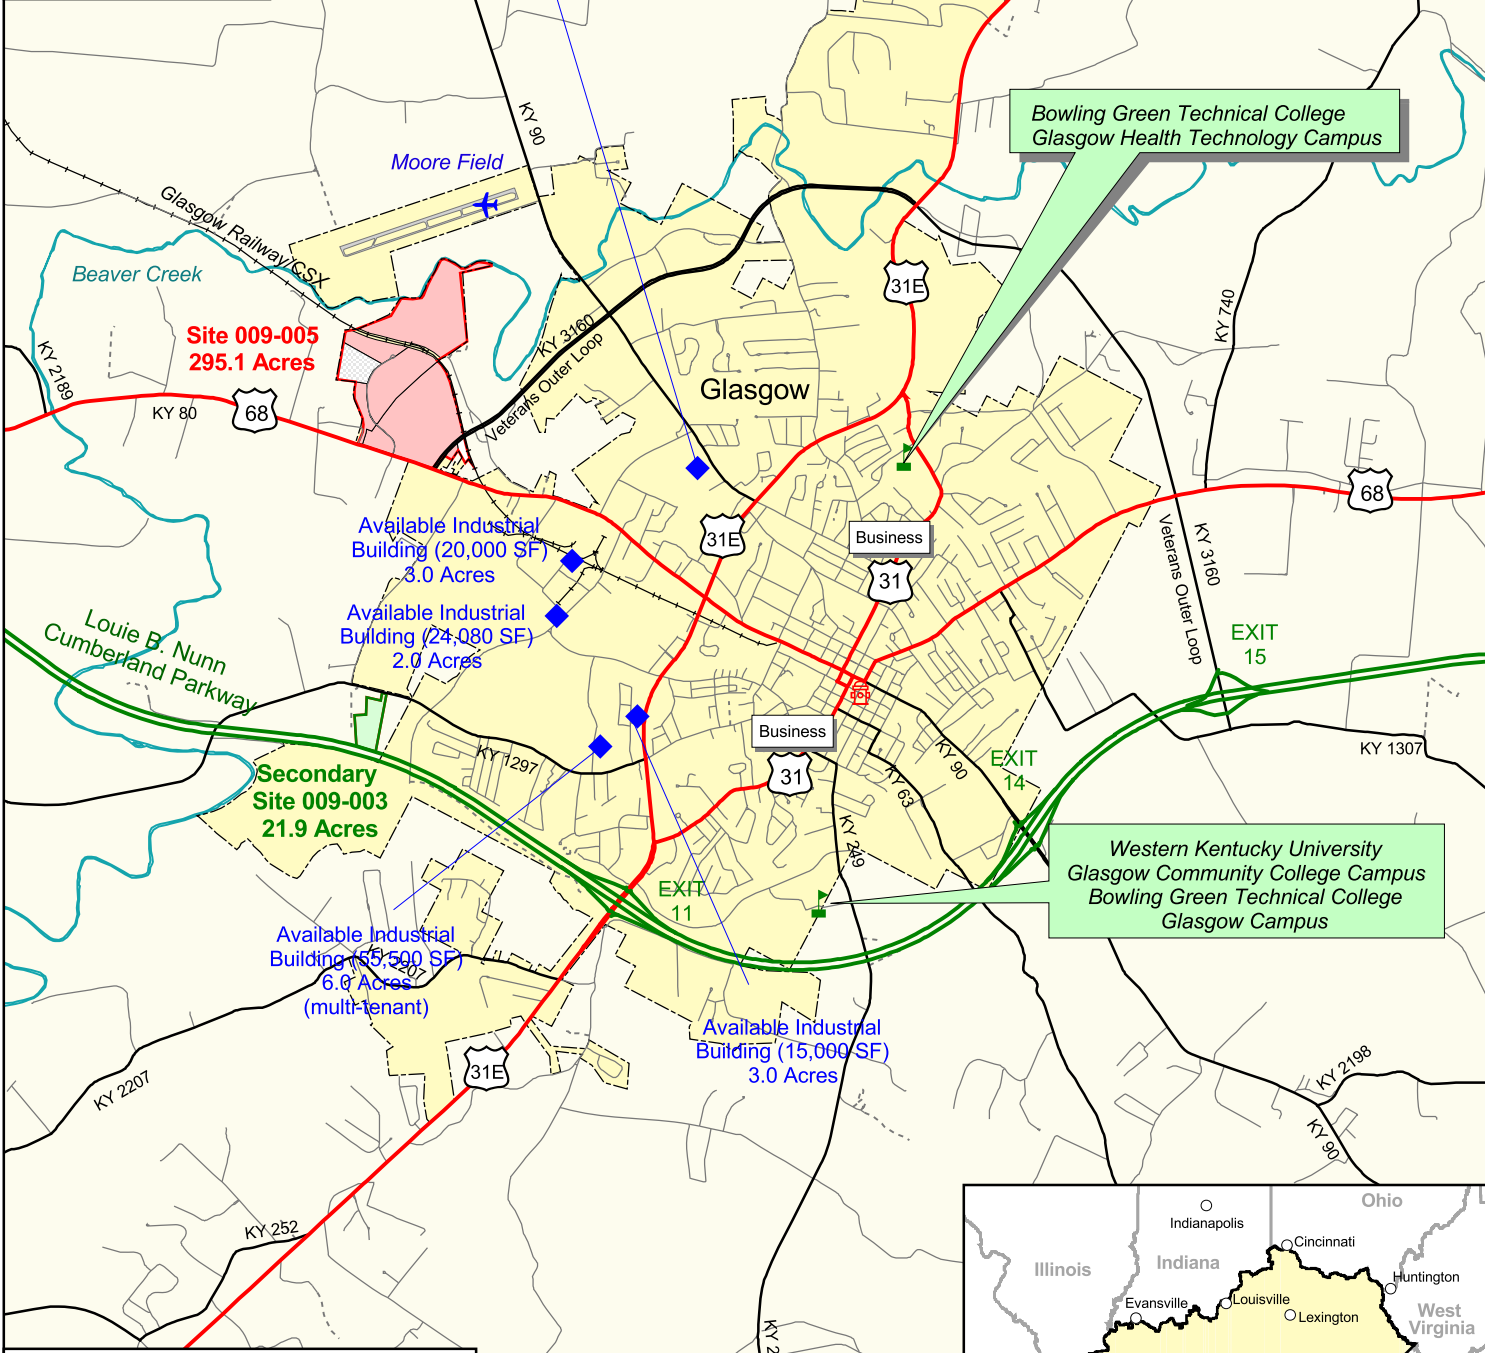 KY 90
Bowling Green Technical College
Glasgow Health Technology Campus
Moore Field
Glasgow Railway/CSX
Beaver Creek
31E
KY 740
Site 009-005
295.1 Acres
KY 3160
Veterans Outer Loop
KY 2189
KY 80
68
Glasgow
68
Available Industrial
Building (20,000 SF)
3.0 Acres
31E
Business
31
KY 3160
Veterans Outer Loop
Available Industrial
Building (24,080 SF)
2.0 Acres
Louie B. Nunn
Cumberland Parkway
EXIT
15
Business
31
KY 1297
KY 90
EXIT
14
KY 1307
Secondary
Site 009-003
21.9 Acres
KY 63
KY 249
Western Kentucky University
Glasgow Community College Campus
Bowling Green Technical College
Glasgow Campus
EXIT
11
Available Industrial
Building (55,500 SF)
6.0 Acres
(multi-tenant)
KY 2207
Available Industrial
Building (15,000 SF)
3.0 Acres
31E
KY 2207
KY 2198
KY 90
KY 252
Ohio
Indianapolis
Cincinnati
Indiana
Illinois
Huntington
Evansville
Louisville
Lexington
West
Virginia